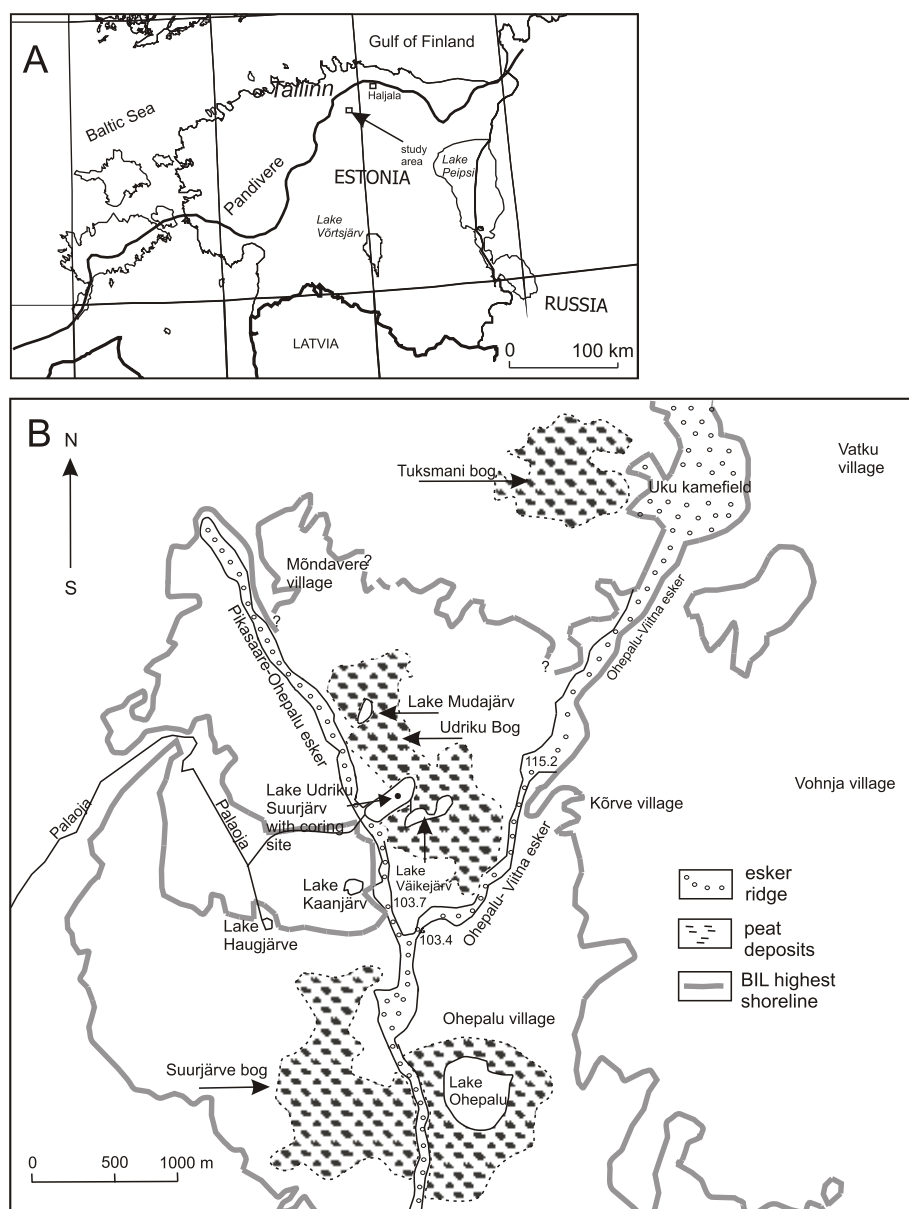 A
Gulf of Finland
Tallinn
Haljala
Baltic Sea
study
area
Pandivere
ESTONIA
Lake
Peipsi
Lake
Võrtsjärv
RUSSIA
LATVIA
0 100 km
B
N
S
Tuksmani bog
Uku kamefield
Vatku
village
Mõndavere
village
?
?
?
Pikasaare-Ohepalu esker
Ohepalu-Viitna esker
Lake Mudajärv
Udriku Bog
115.2
Lake Udriku
Suurjärv
with coring
site
Vohnja village
Kõrve village
Palaoja
Palaoja
Lake
Väikejärv
Ohepalu- Viitna esker
Lake
Kaanjärv
103.7
Lake
Haugjärve
103.4
esker
ridge
peat
deposits
BIL highest
shoreline
Ohepalu village
Suurjärve bog
Lake
Ohepalu
0 500 1000 m